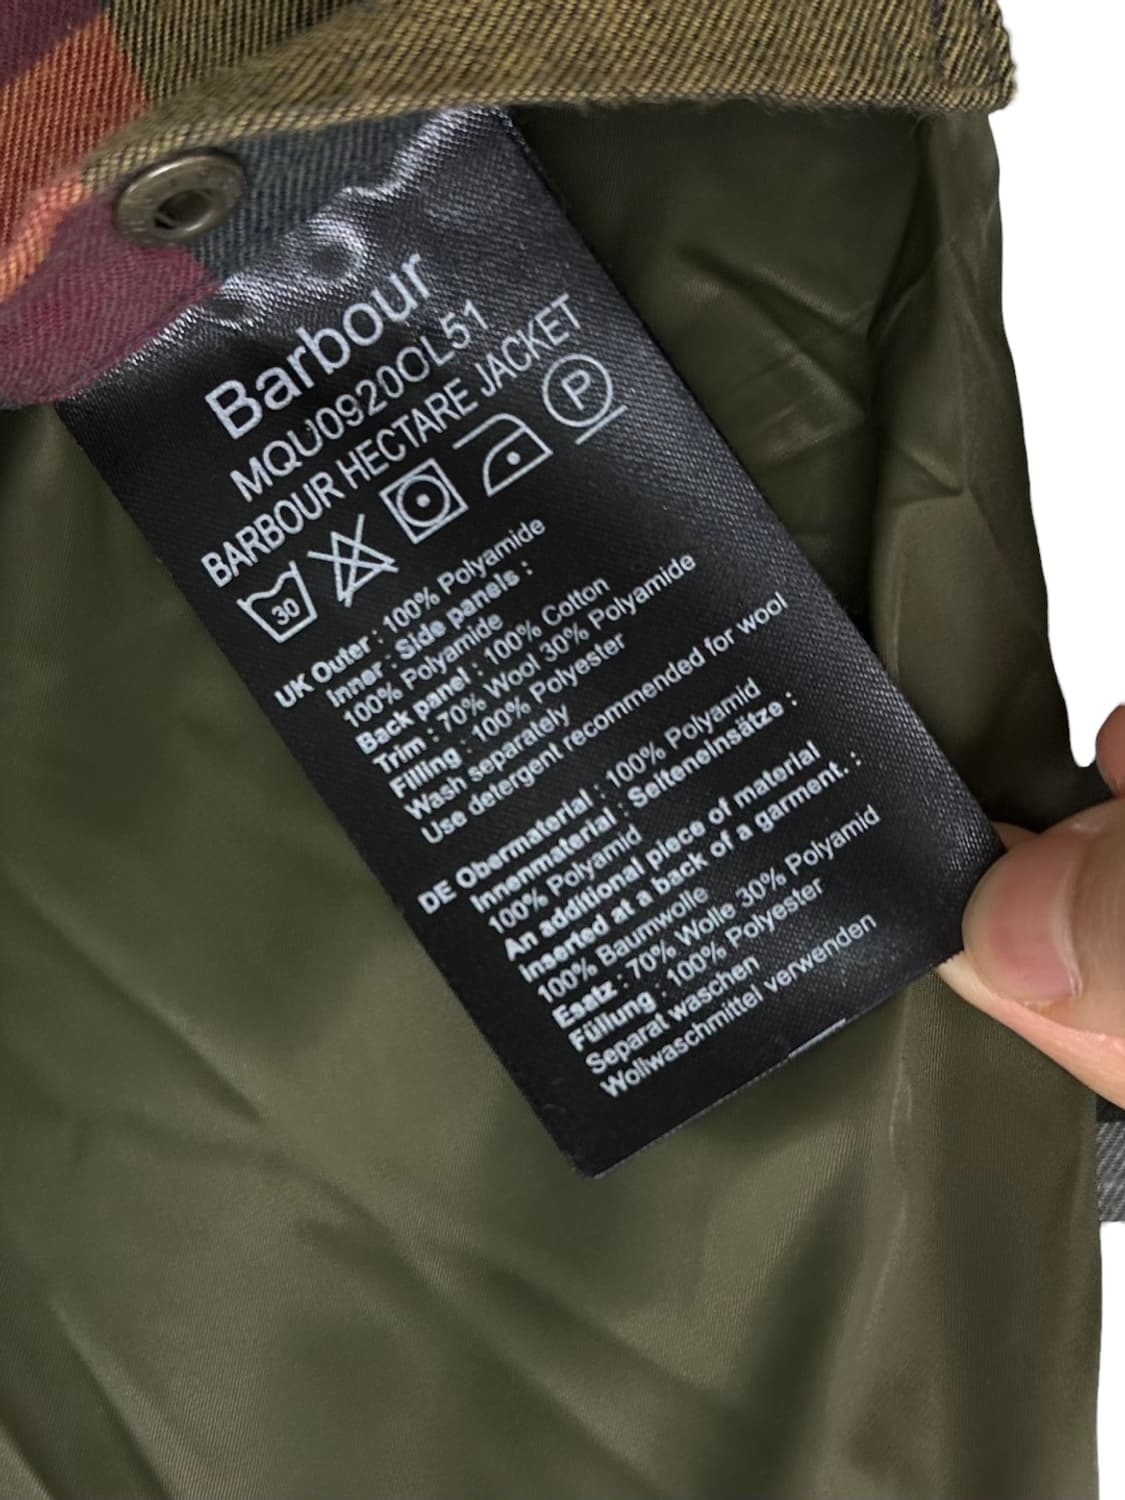 Barbour
MQU0920OL51
BARBOUR HECTARE JACKET
30
P
UK Outer : 100% Polyamide
Inner : Side panels :
100% Polyamide
Back panel : 100% Cotton
Trim : 70% Wool 30% Polyamide
Filling : 100% Polyester
Wash separately
Use detergent recommended for wool
DE Obermaterial : 100% Polyamid
Innenmaterial : Seiteneinsätze :
100% Polyamid
An additional piece of material
inserted at a back of a garment. :
100% Baumwolle
Esatz : 70% Wolle 30% Polyamid
Füllung : 100% Polyester
Separat waschen
Wollwaschmittel verwenden